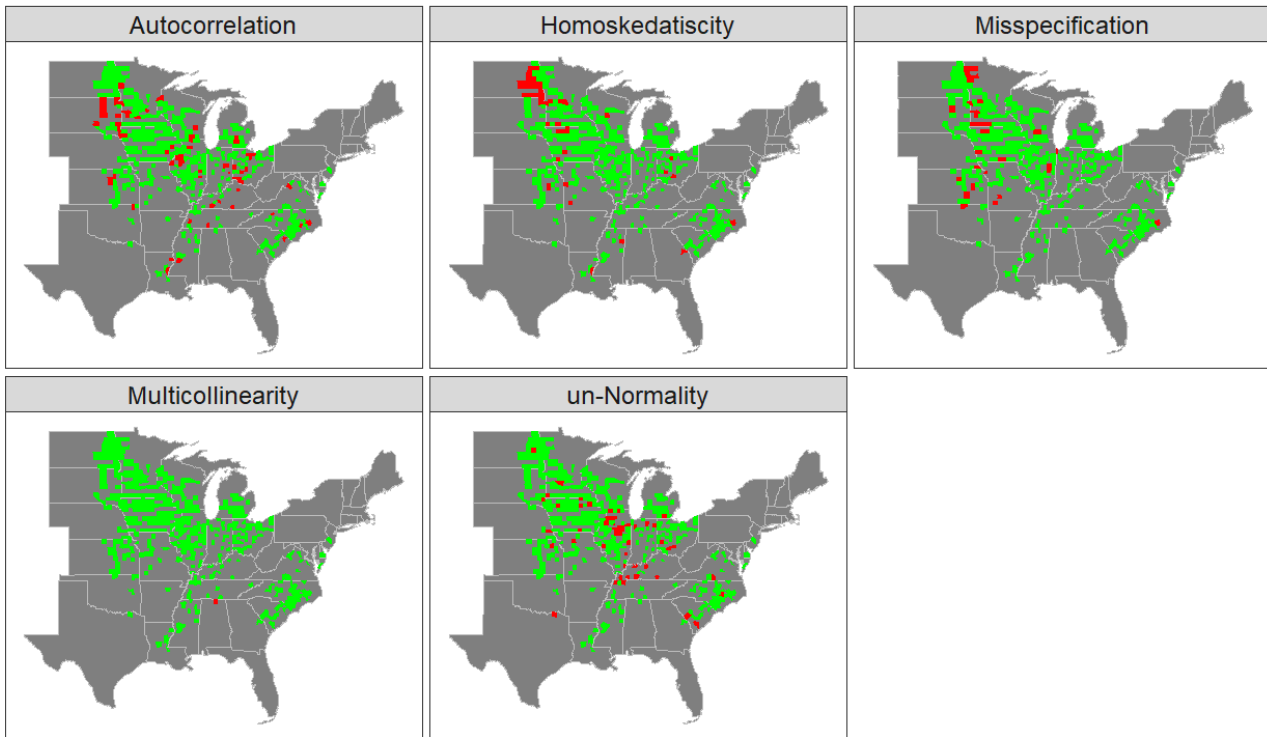 Autocorrelation
Homoskedatiscity
Misspecification
Multicollinearity
un-Normality